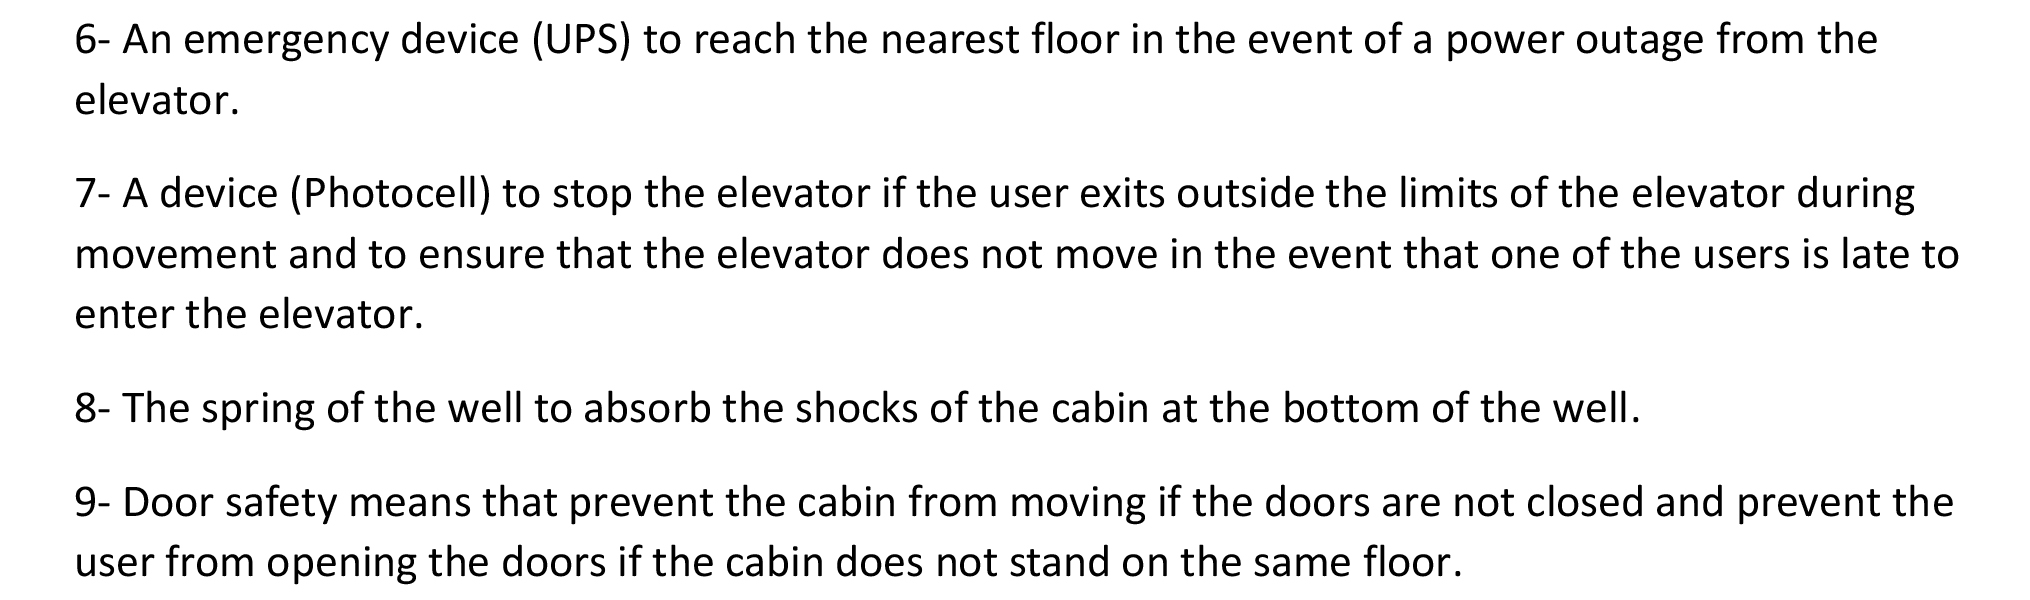 6- An emergency device (UPS) to reach the nearest floor in the event of a power outage from the
elevator.
7- A device (Photocell) to stop the elevator if the user exits outside the limits of the elevator during
movement and to ensure that the elevator does not move in the event that one of the users is late to
enter the elevator.
8- The spring of the well to absorb the shocks of the cabin at the bottom of the well.
9- Door safety means that prevent the cabin from moving if the doors are not closed and prevent the
user from opening the doors if the cabin does not stand on the same floor.